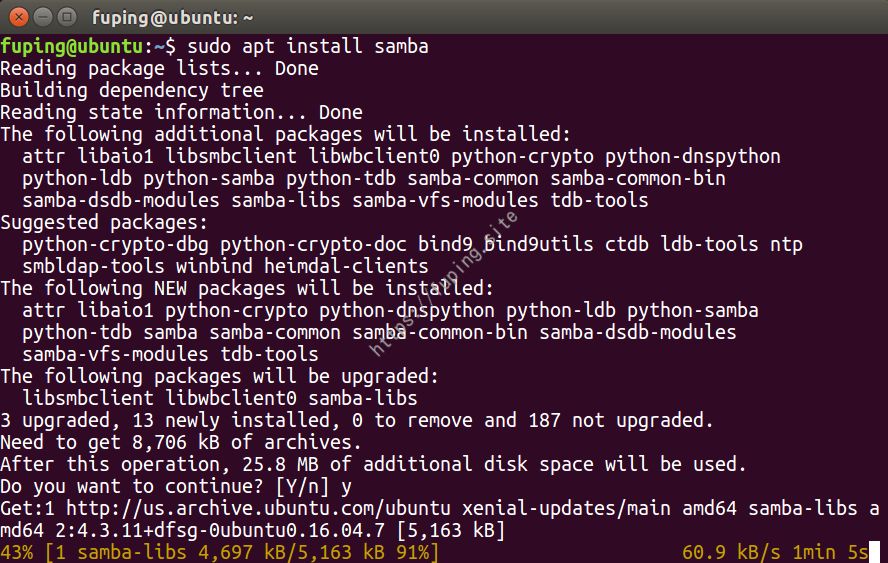 fuping@ubuntu: ~
fuping@ubuntu:~$ sudo apt install samba
Reading package lists... Done
Building dependency tree
Reading state information... Done
The following additional packages will be installed:
  attr libaio1 libsmbclient libwbclient0 python-crypto python-dnspython
  python-ldb python-samba python-tdb samba-common samba-common-bin
  samba-dsdb-modules samba-libs samba-vfs-modules tdb-tools
Suggested packages:
  python-crypto-dbg python-crypto-doc bind9 bind9utils ctdb ldb-tools ntp
  smbldap-tools winbind heimdal-clients
The following NEW packages will be installed:
  attr libaio1 python-crypto python-dnspython python-ldb python-samba
  python-tdb samba samba-common samba-common-bin samba-dsdb-modules
  samba-vfs-modules tdb-tools
The following packages will be upgraded:
  libsmbclient libwbclient0 samba-libs
3 upgraded, 13 newly installed, 0 to remove and 187 not upgraded.
Need to get 8,706 kB of archives.
After this operation, 25.8 MB of additional disk space will be used.
Do you want to continue? [Y/n] y
Get:1 http://us.archive.ubuntu.com/ubuntu xenial-updates/main amd64 samba-libs a
md64 2:4.3.11+dfsg-0ubuntu0.16.04.7 [5,163 kB]
43% [1 samba-libs 4,697 kB/5,163 kB 91%] 60.9 kB/s 1min 5s
https://fuping.site